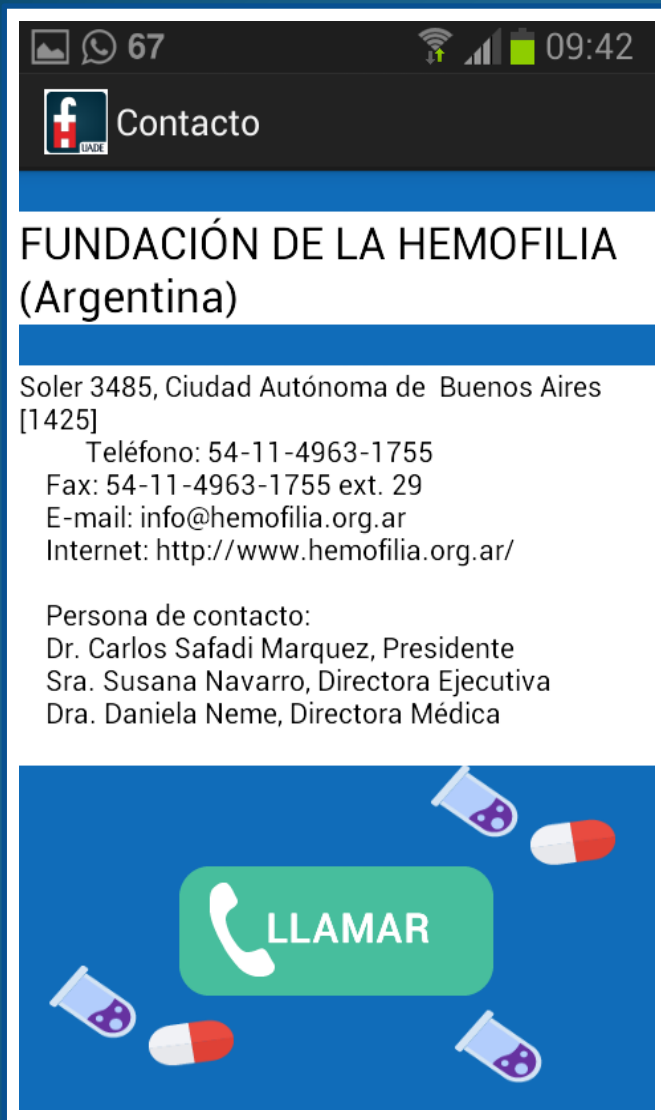 67 09:42
fH UADE Contacto
FUNDACIÓN DE LA HEMOFILIA
(Argentina)
Soler 3485, Ciudad Autónoma de  Buenos Aires
[1425]
Teléfono: 54-11-4963-1755
Fax: 54-11-4963-1755 ext. 29
E-mail: info@hemofilia.org.ar
Internet: http://www.hemofilia.org.ar/
Persona de contacto:
Dr. Carlos Safadi Marquez, Presidente
Sra. Susana Navarro, Directora Ejecutiva
Dra. Daniela Neme, Directora Médica
LLAMAR